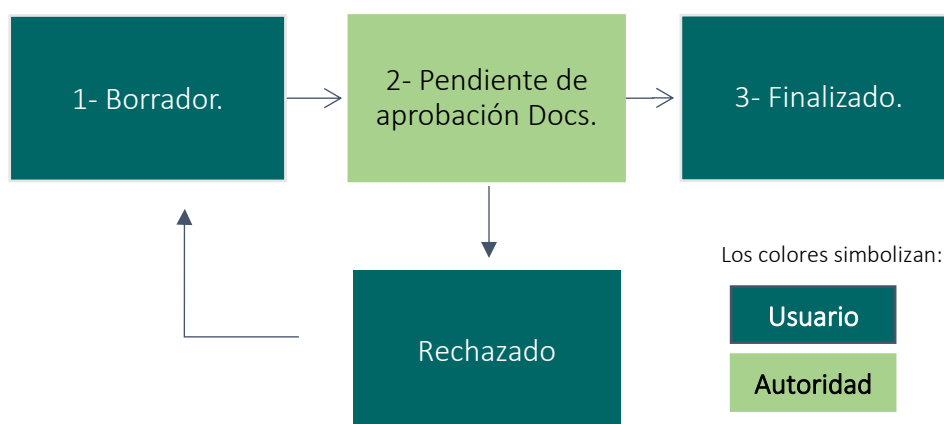 1- Borrador.
2- Pendiente de
aprobación Docs.
3- Finalizado.
Rechazado
Los colores simbolizan:
Usuario
Autoridad